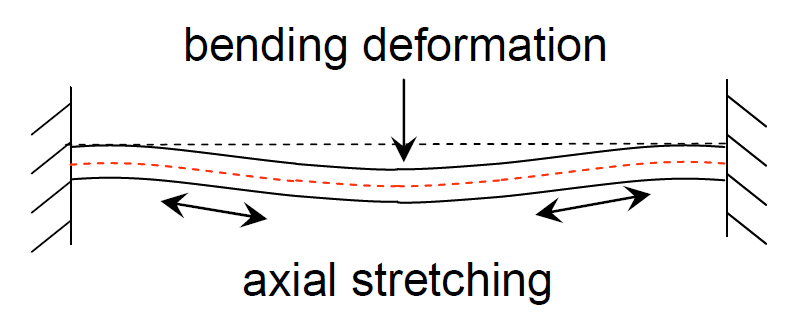 bending deformation
axial stretching